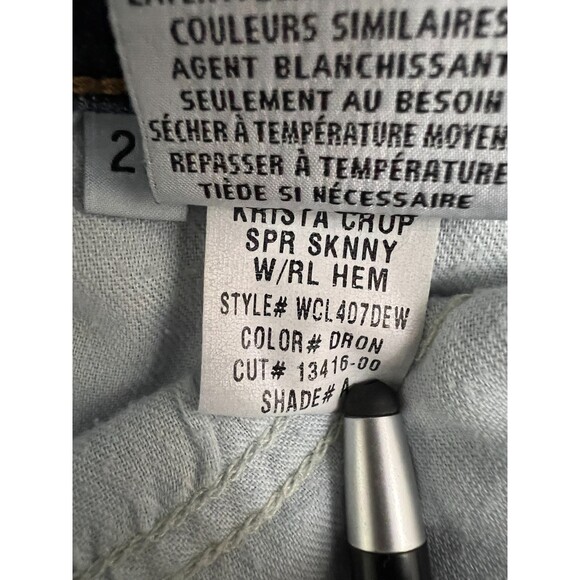 COULEURS SIMILAIRES
AGENT BLANCHISSANT
SEULEMENT AU BESOIN
SÉCHER À TEMPÉRATURE MOYEN
REPASSER À TEMPÉRATURE
TIÈDE SI NÉCESSAIRE
2
KRISTA CROP
SPR SKNNY
W/RL HEM
STYLE# WCL407DEW
COLOR# DRON
CUT# 13416-00
SHADE# A